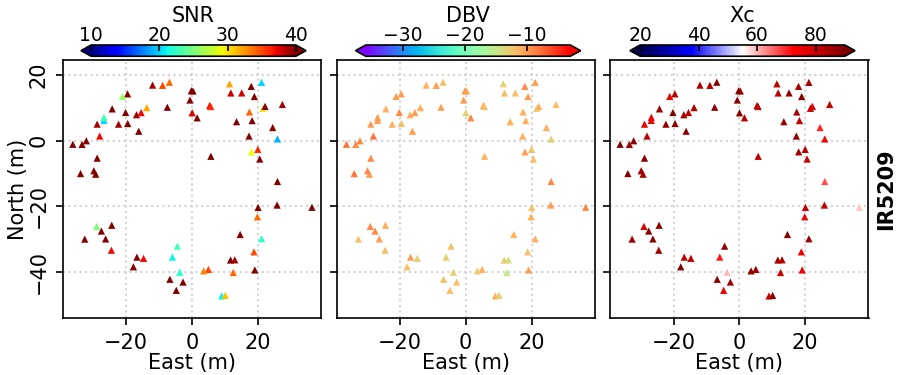 SNR DBV Xc
10 20 30 40 −30 −20 −10 20 40 60 80
20
0
−20
−40
North (m)
−20 0 20 −20 0 20 −20 0 20
East (m) East (m) East (m)
IR5209